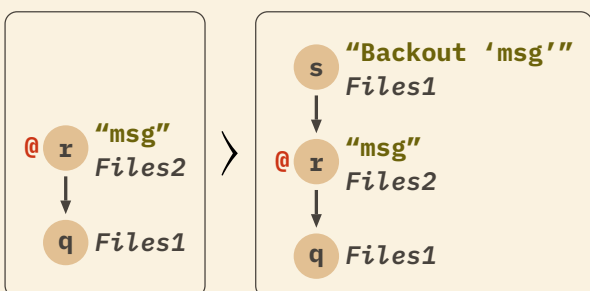 @ r “msg”
Files2
q Files1
s “Backout ‘msg’”
Files1
@ r “msg”
Files2
q Files1